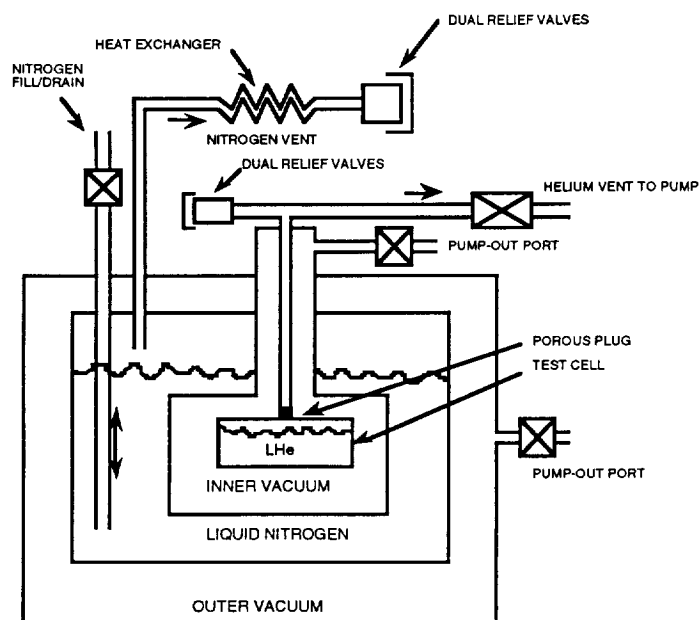 DUAL RELIEF VALVES
HEAT EXCHANGER
NITROGEN
FILL/DRAIN
NITROGEN VENT
DUAL RELIEF VALVES
HELIUM VENT TO PUMP
PUMP-OUT PORT
POROUS PLUG
TEST CELL
LHe
INNER VACUUM
PUMP-OUT PORT
LIQUID NITROGEN
OUTER VACUUM